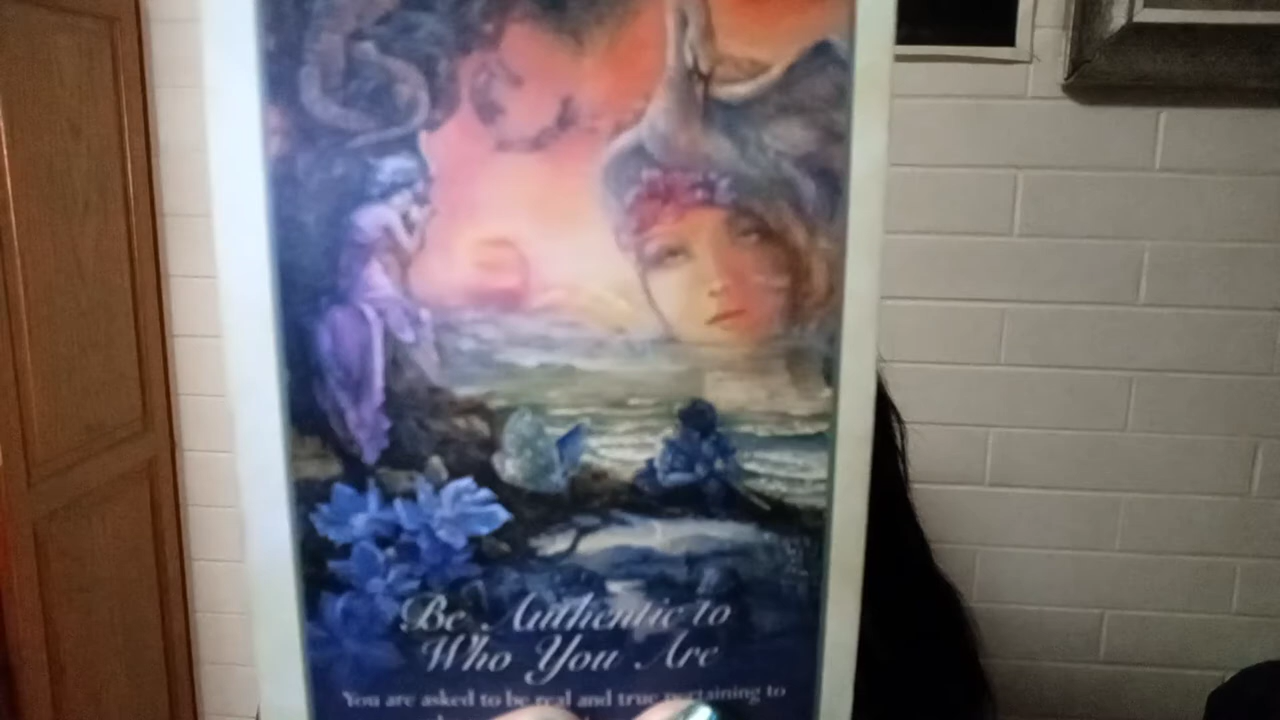 Be Authentic to
Who You Are
You are asked to be real and true pertaining to